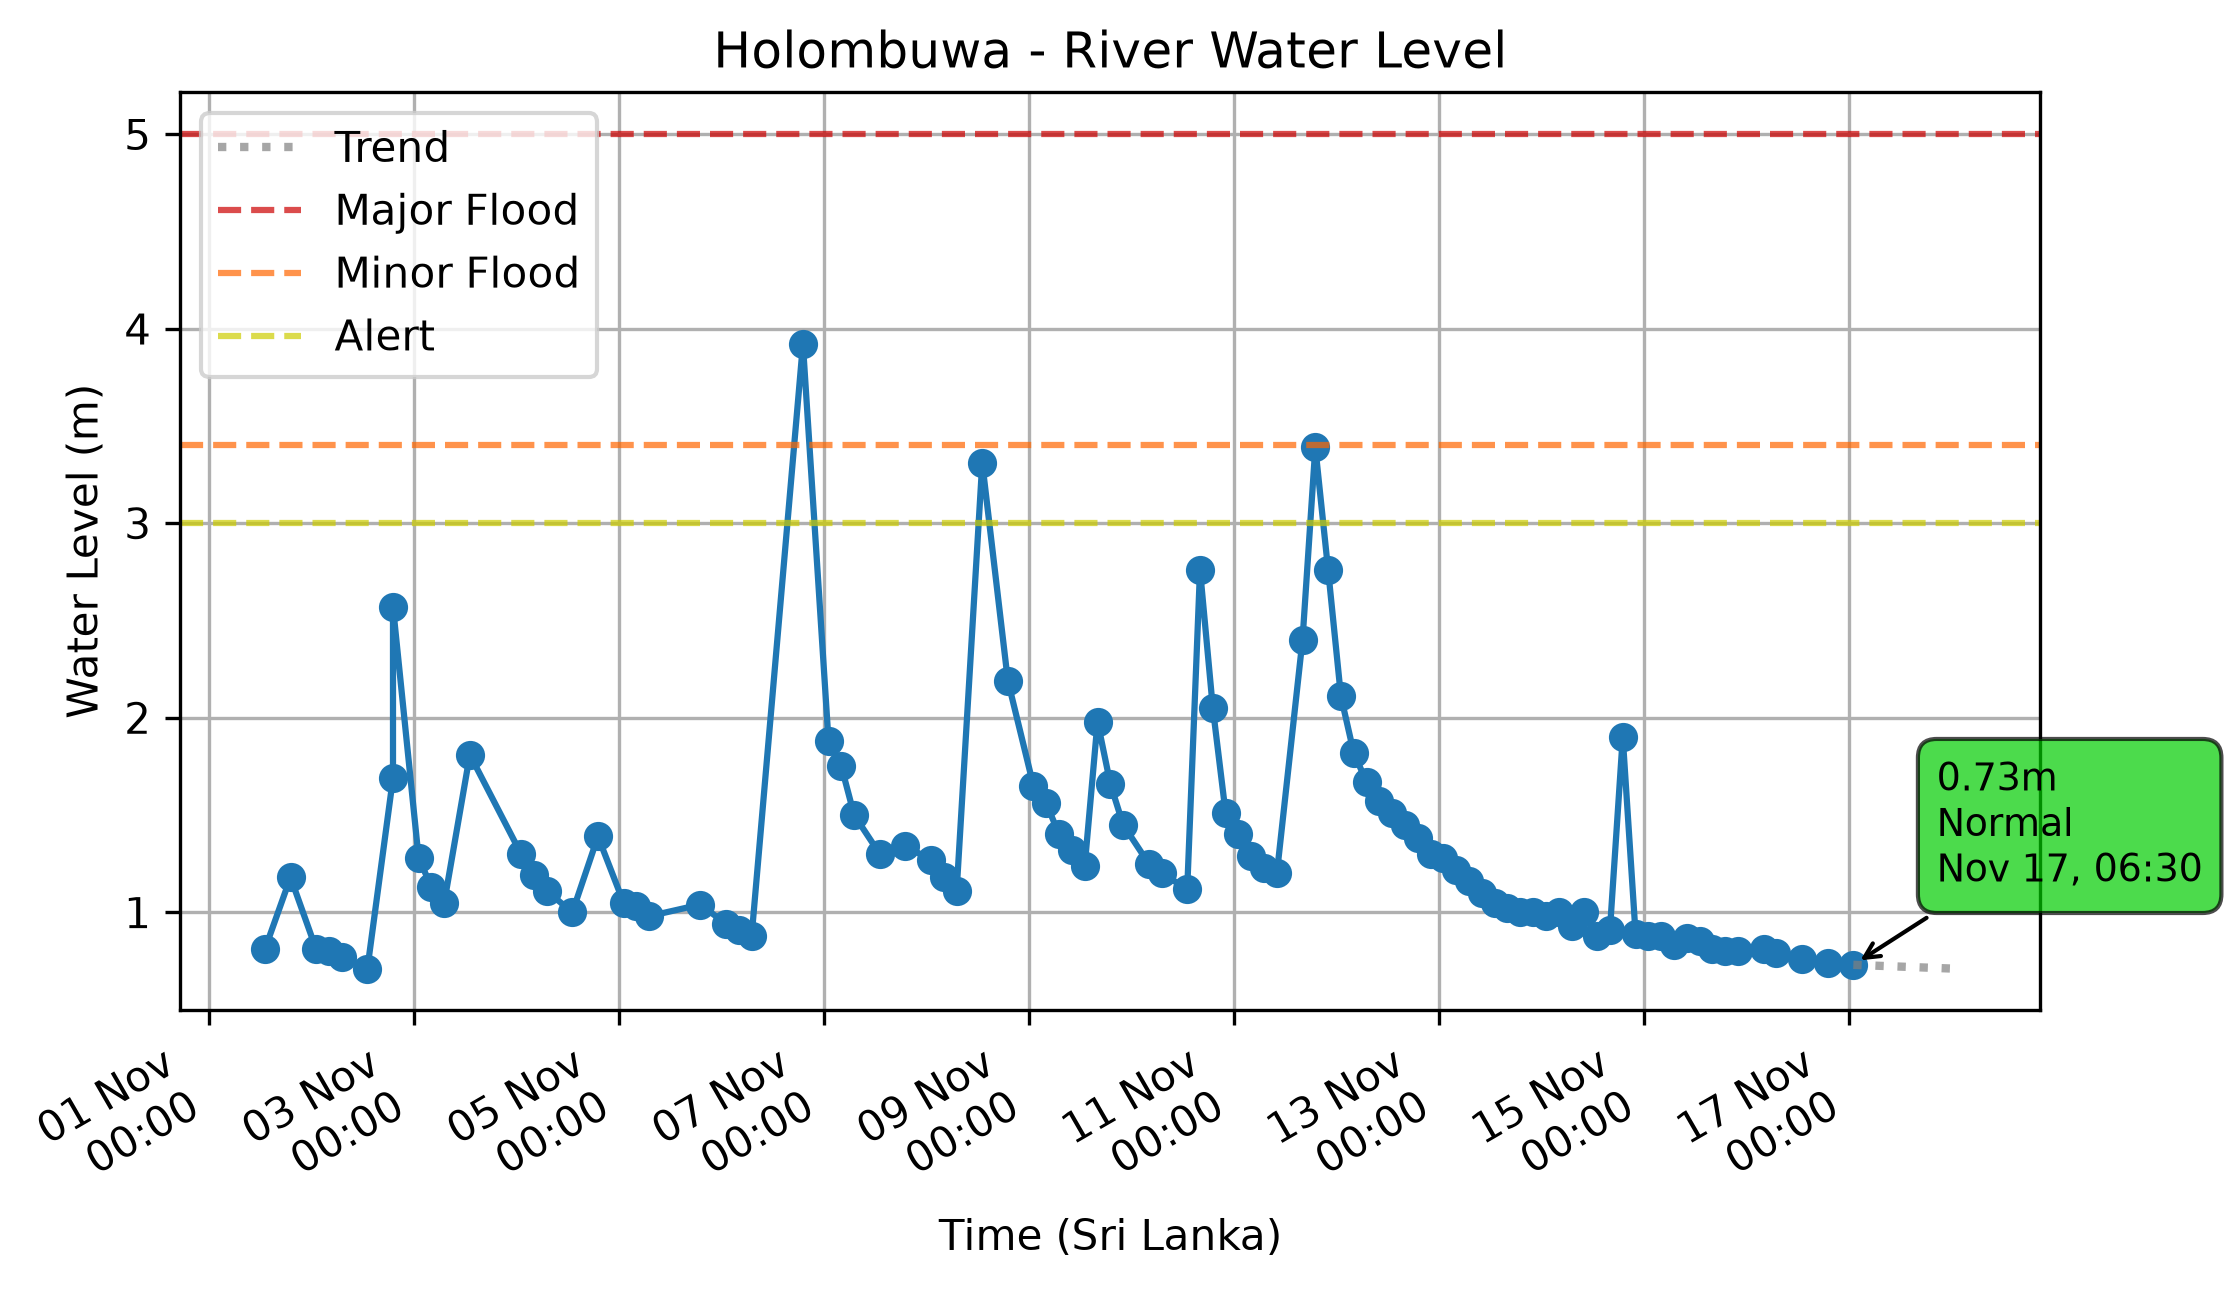 Holombuwa - River Water Level
Trend
Major Flood
Minor Flood
Alert
Water Level (m)
5
4
3
2
1
0.73m
Normal
Nov 17, 06:30
01 Nov
00:00
03 Nov
00:00
05 Nov
00:00
07 Nov
00:00
09 Nov
00:00
11 Nov
00:00
13 Nov
00:00
15 Nov
00:00
17 Nov
00:00
Time (Sri Lanka)